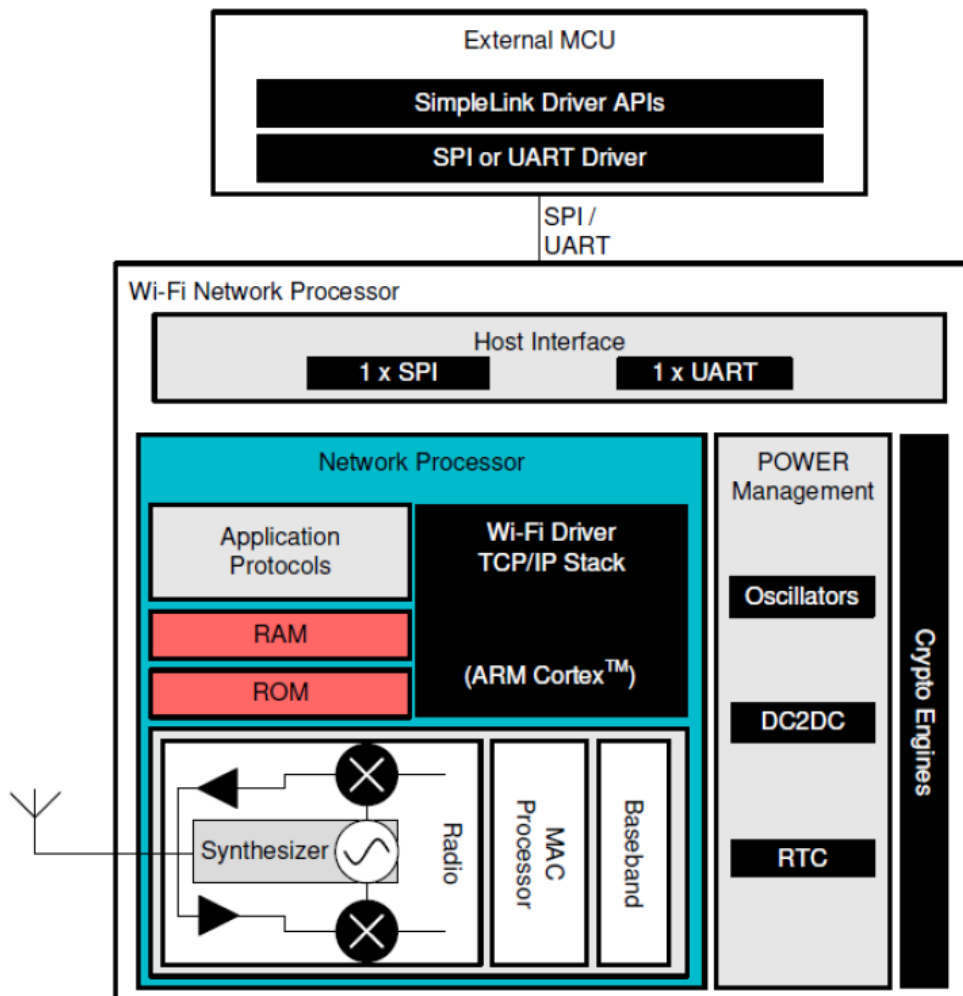 External MCU
SimpleLink Driver APIs
SPI or UART Driver
SPI /
UART
Wi-Fi Network Processor
Host Interface
1 x SPI
1 x UART
Network Processor
Application
Protocols
RAM
ROM
Wi-Fi Driver
TCP/IP Stack
(ARM Cortex™)
Synthesizer
Radio
MAC
Processor
Baseband
POWER
Management
Oscillators
DC2DC
RTC
Crypto Engines